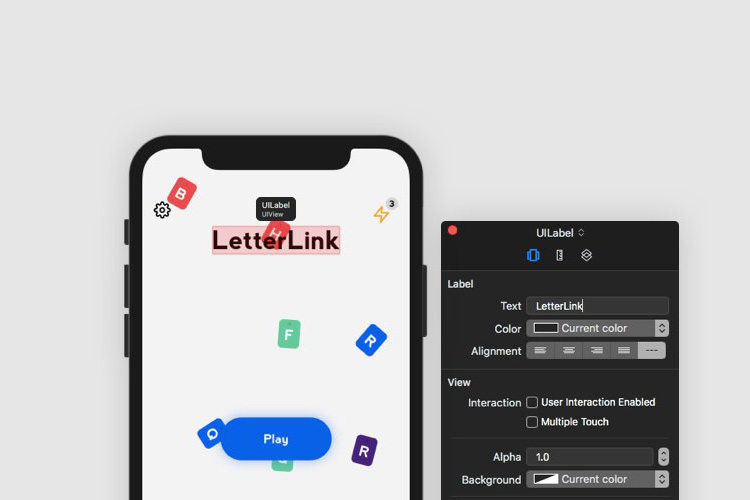 B
3
UILabel
UIView
H
LetterLink
F
R
Q
Play
R
UILabel
Label
Text LetterLink
Color Current color
Alignment
View
Interaction User Interaction Enabled
Multiple Touch
Alpha 1.0
Background Current color